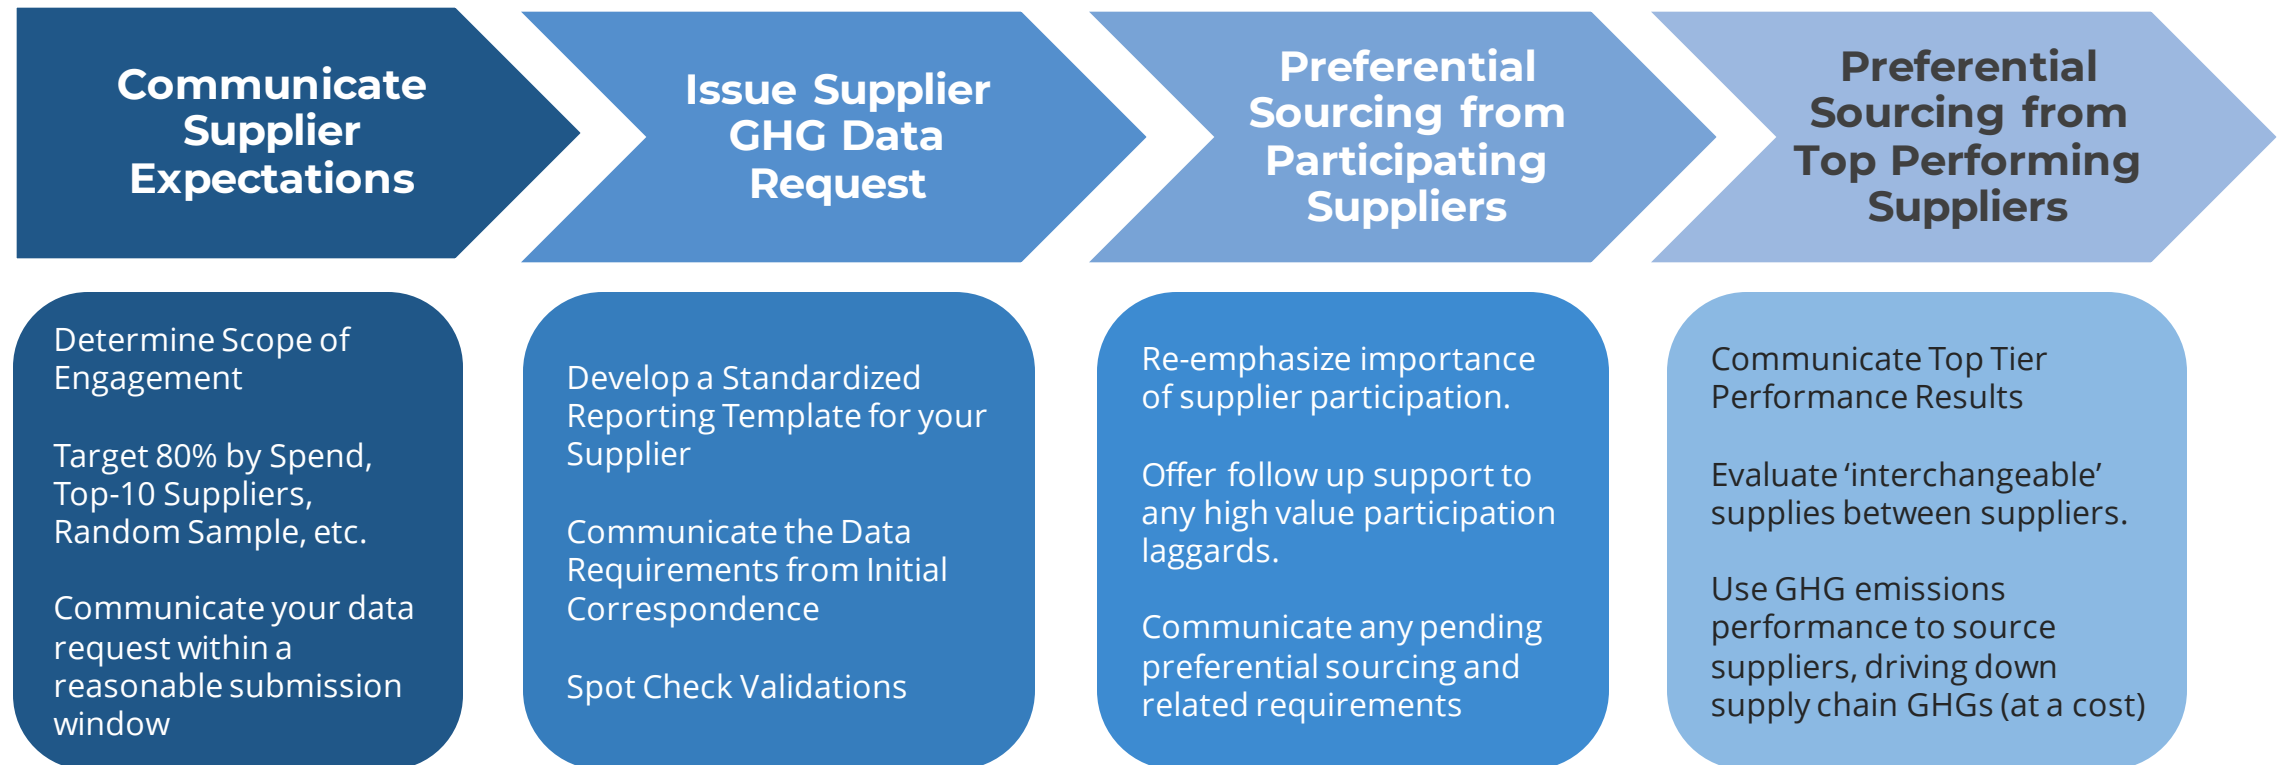 Communicate
Supplier
Expectations
Issue Supplier
GHG Data
Request
Preferential
Sourcing from
Participating
Suppliers
Preferential
Sourcing from
Top Performing
Suppliers
Determine Scope of
Engagement
Target 80% by Spend,
Top-10 Suppliers,
Random Sample, etc.
Communicate your data
request within a
reasonable submission
window
Develop a Standardized
Reporting Template for your
Supplier
Communicate the Data
Requirements from Initial
Correspondence
Spot Check Validations
Re-emphasize importance
of supplier participation.
Offer follow up support to
any high value participation
laggards.
Communicate any pending
preferential sourcing and
related requirements
Communicate Top Tier
Performance Results
Evaluate ‘interchangeable’
supplies between suppliers.
Use GHG emissions
performance to source
suppliers, driving down
supply chain GHGs (at a cost)